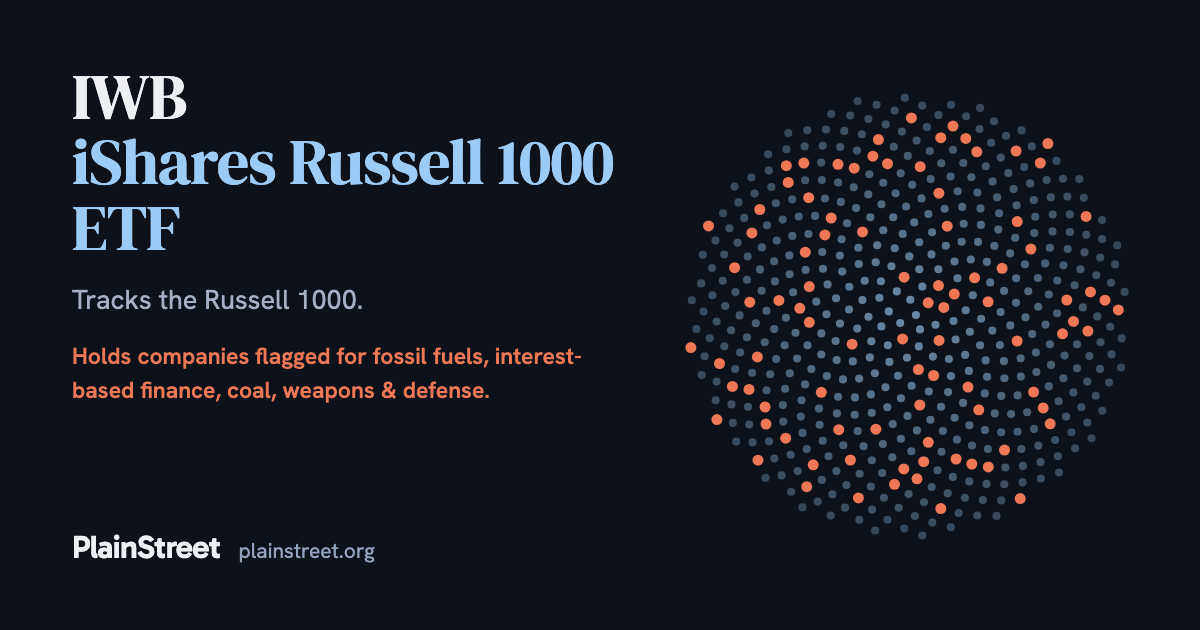 IWB
iShares Russell 1000
ETF
Tracks the Russell 1000.
Holds companies flagged for fossil fuels, interest-
based finance, coal, weapons & defense.
PlainStreet plainstreet.org